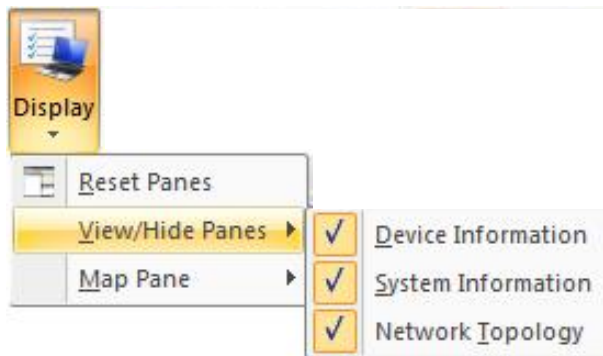 Display
Reset Panes
View/Hide Panes
Map Pane
Device Information
System Information
Network Topology